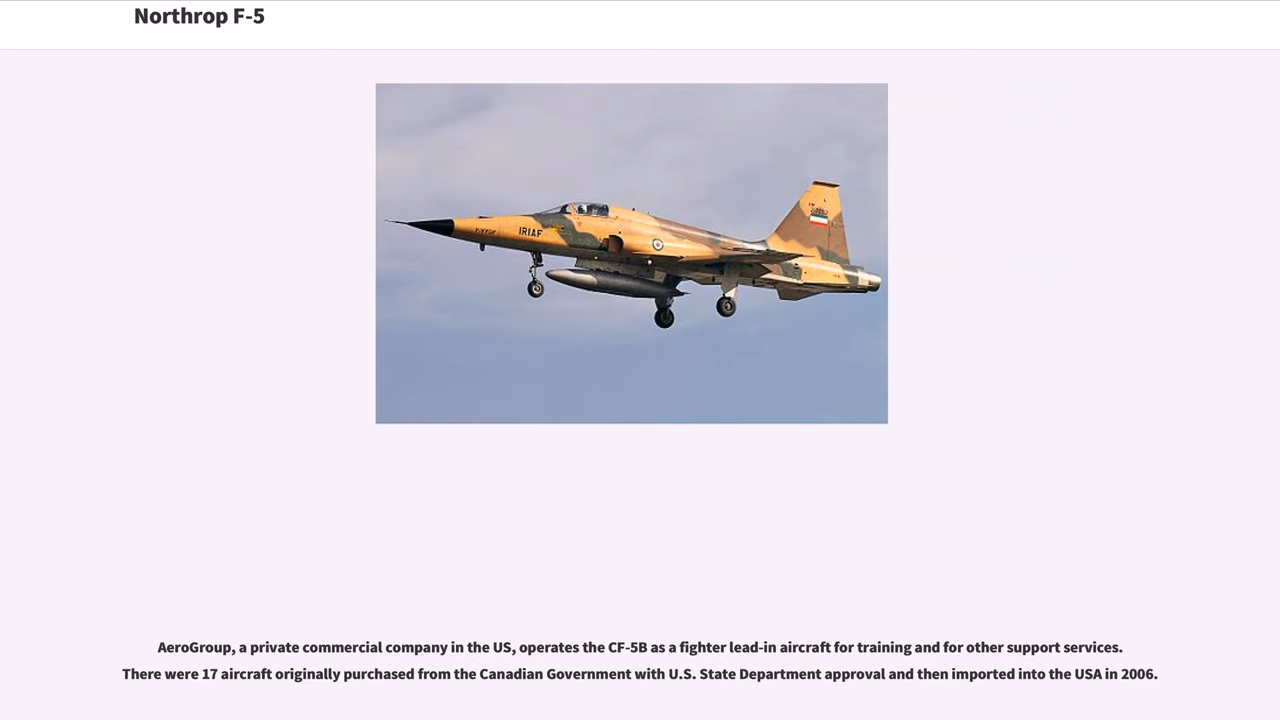 Northrop F-5
IRIAF
AeroGroup, a private commercial company in the US, operates the CF-5B as a fighter lead-in aircraft for training and for other support services.
There were 17 aircraft originally purchased from the Canadian Government with U.S. State Department approval and then imported into the USA in 2006.